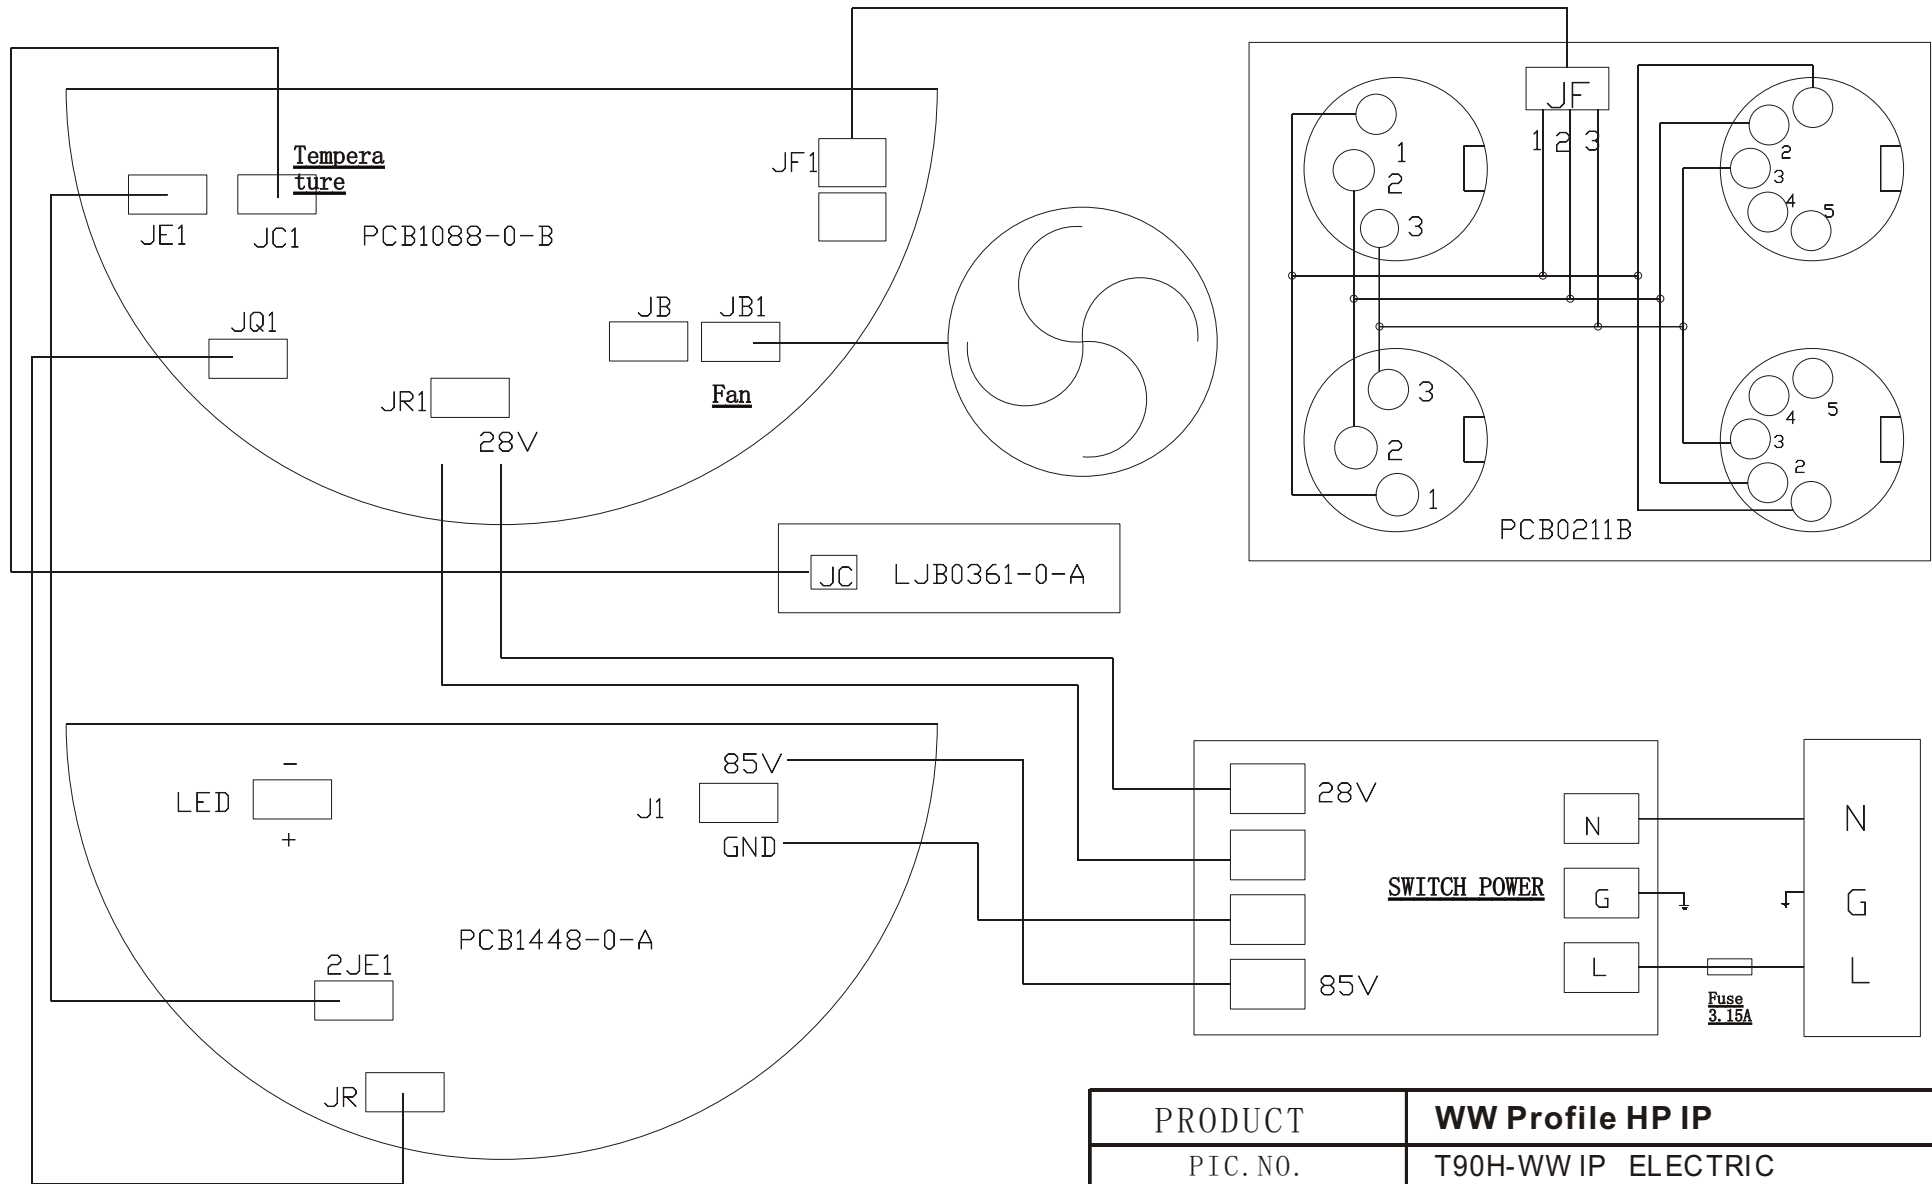 Tempera
ture
JE1
JC1
PCB1088-0-B
JF1
JQ1
JB
JB1
Fan
JR1
28V
JF
1 2 3
1
2
3
2
3
4
5
3
2
1
5
4
3
2
PCB0211B
JC
LJB0361-0-A
-
LED
+
85V
J1
GND
PCB1448-0-A
2JE1
JR
28V
SWITCH POWER
85V
N
G
L
Fuse
3.15A
N
G
L
PRODUCT
WW Profile HP IP
PIC.NO.
T90H-WW IP ELECTRIC